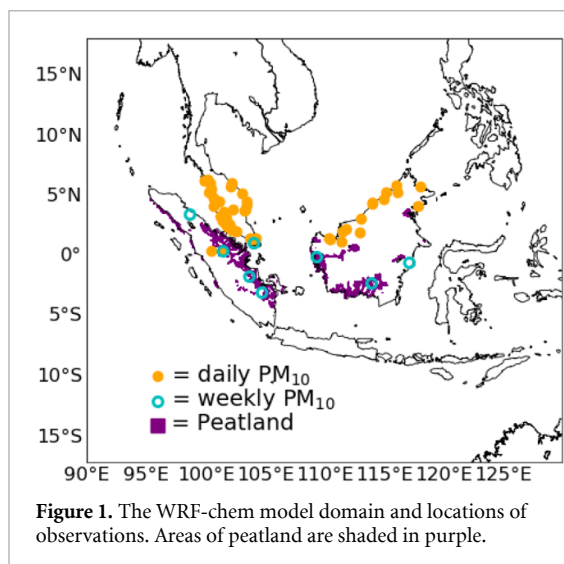 15°N
10°N
5°N
0°
5°S
10°S
15°S
= daily PM₁₀
= weekly PM₁₀
= Peatland
90°E 95°E 100°E 105°E 110°E 115°E 120°E 125°E
Figure 1. The WRF-chem model domain and locations of
observations. Areas of peatland are shaded in purple.